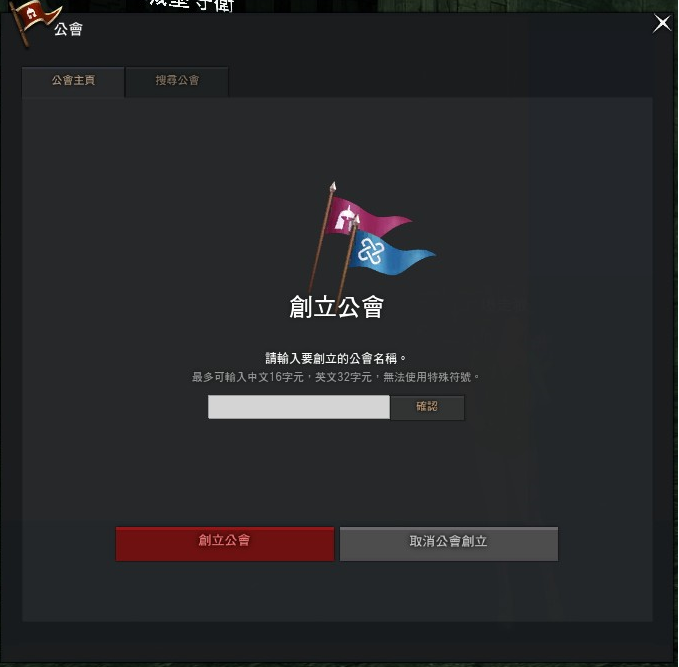 守衛
公會
公會主頁
搜尋公會
創立公會
請輸入要創立的公會名稱。
最多可輸入中文16字元，英文32字元，無法使用特殊符號。
確認
創立公會
取消公會創立